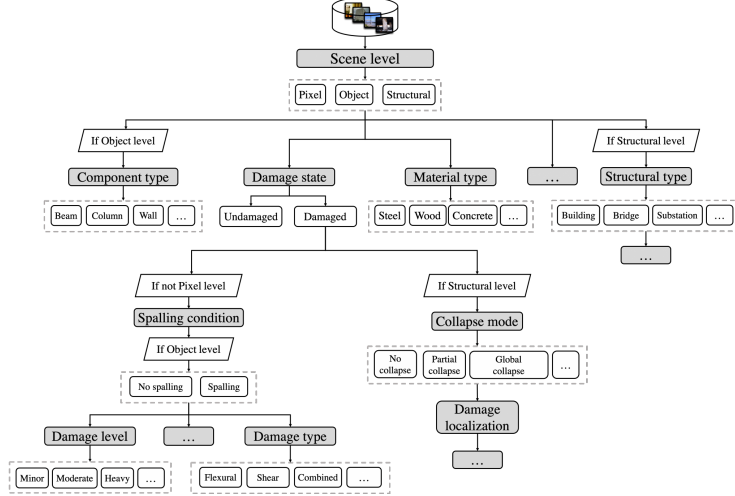 Scene level
Pixel
Object
Structural
If Object level
If Structural level
Component type
Damage state
Material type
...
Structural type
Beam
Column
Wall
...
Undamaged
Damaged
Steel
Wood
Concrete
...
Building
Bridge
Substation
...
...
If not Pixel level
If Structural level
Spalling condition
Collapse mode
If Object level
No
collapse
Partial
collapse
Global
collapse
...
No spalling
Spalling
Damage
localization
Damage level
...
Damage type
...
Minor
Moderate
Heavy
...
Flexural
Shear
Combined
...